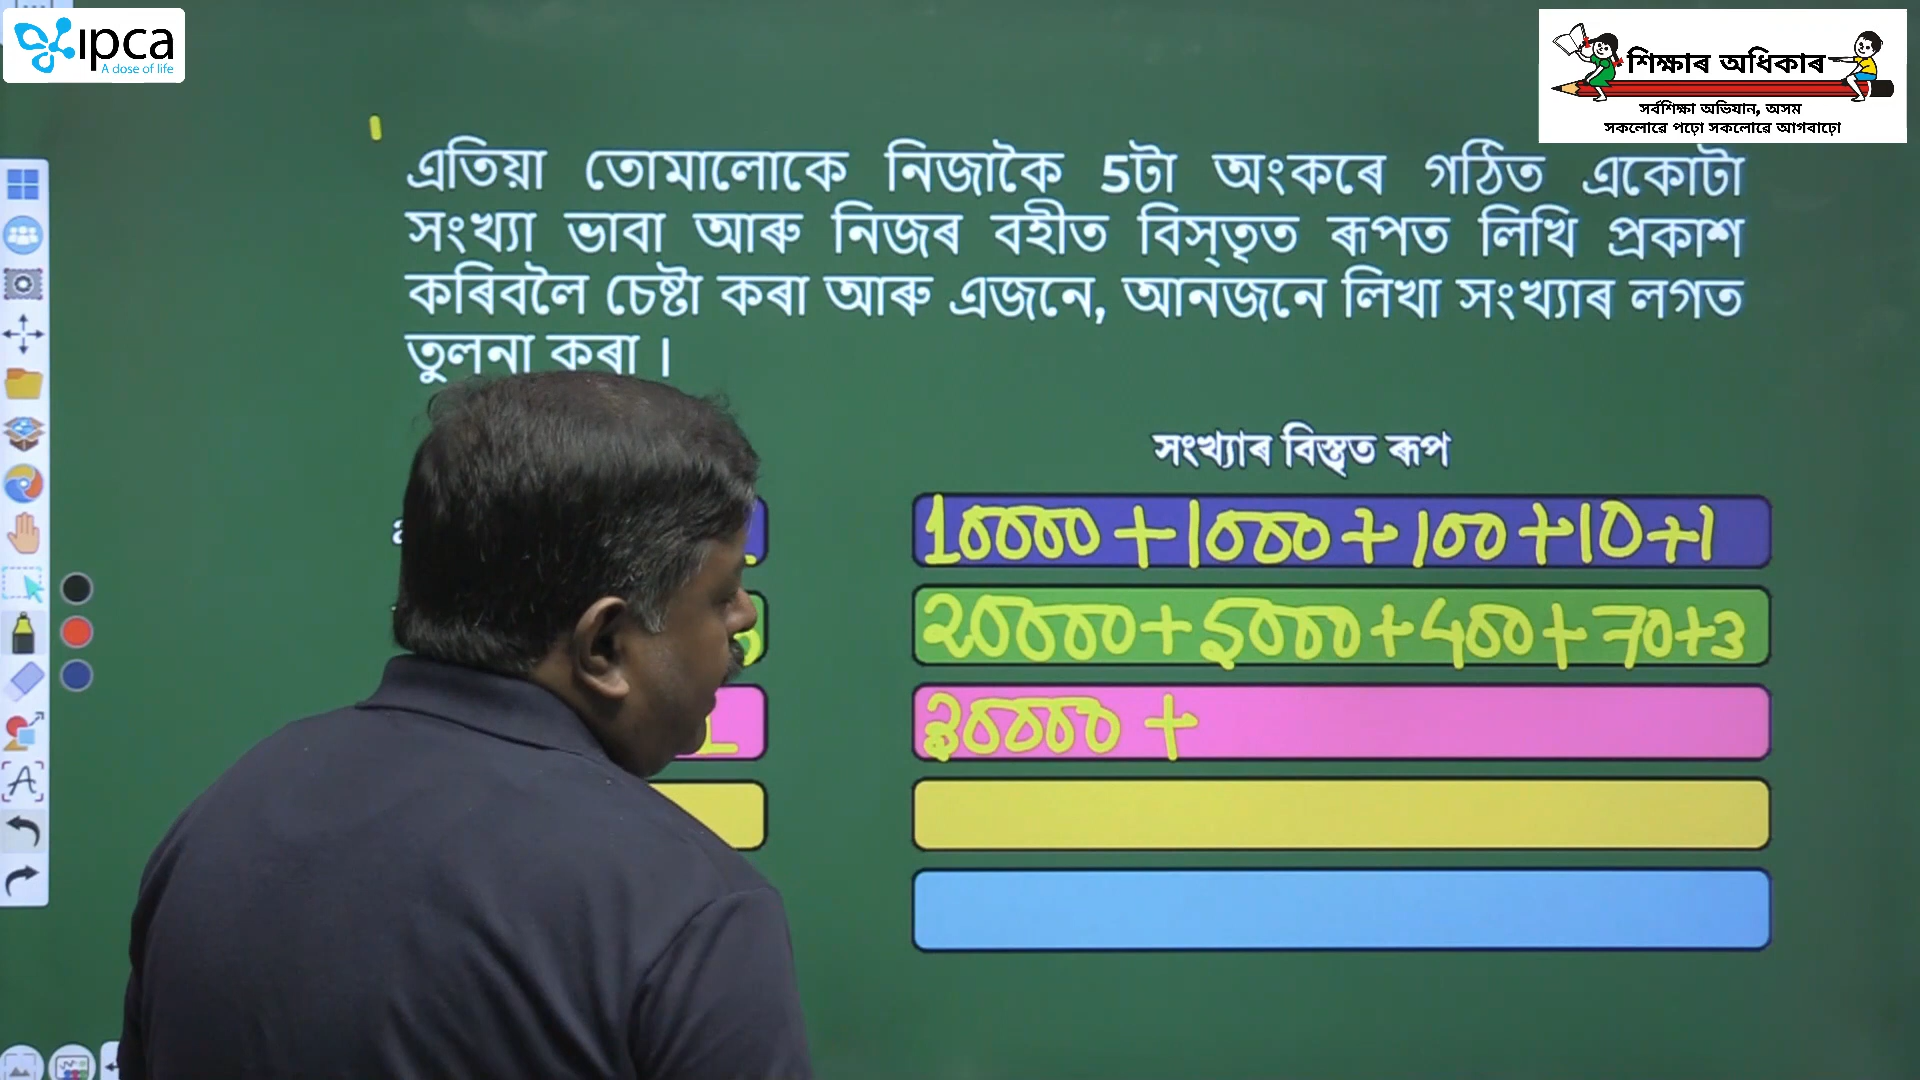 ipca
A dose of life
শিক্ষাৰ অধিকাৰ
সৰ্বশিক্ষা অভিযান, অসম
সকলোৱে পঢ়ো সকলোৱে আগবাঢ়ো
এতিয়া তোমালোকে নিজাকৈ 5টা অংকৰে গঠিত একোটা
সংখ্যা ভাবা আৰু নিজৰ বহীত বিস্‌তৃত ৰূপত লিখি প্ৰকাশ
কৰিবলৈ চেষ্টা কৰা আৰু এজনে, আনজনে লিখা সংখ্যাৰ লগত
তুলনা কৰা ।
সংখ্যাৰ বিস্তৃত ৰূপ
10000 + 1000 + 100 + 10 + 1
20000 + 5000 + 400 + 70 + 3
30000 +